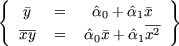 { ȳ = α̂₀ + α̂₁x̄
x̅y̅ = α̂₀x̄ + α̂₁x̅²̅ }